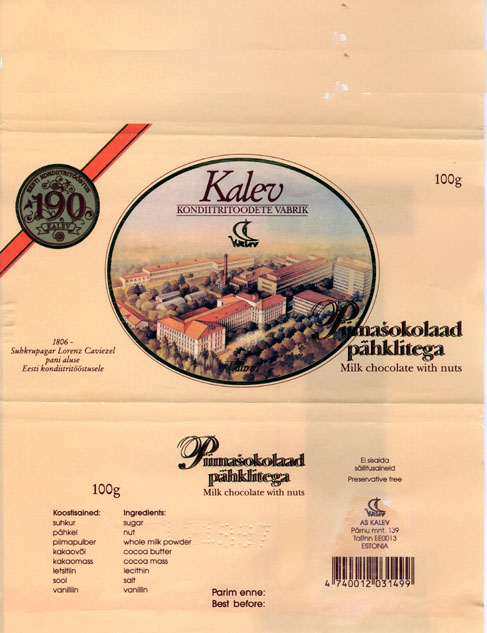 Kalev
KONDIITRITOODETE VABRIK
KALEV
100g
EESTI KONDIITRITÖÖSTUS
190
KALEV
1806 -
Suhkrupagar Lorenz Caviezel
pani aluse
Eesti kondiitritööstusele
Piimašokolaad
pähklitega
Milk chocolate with nuts
Piimašokolaad
pähklitega
Milk chocolate with nuts
100g
Ei sisalda
säilitusaineid
Preservative free
Koostisained: Ingredients:
suhkur sugar
pähkel nut
piimapulber whole milk powder
kakaovõi cocoa butter
kakaomass cocoa mass
letsitiin lecithin
sool salt
vanilliin vanillin
KALEV
AS KALEV
Pärnu mnt. 139
Tallinn EE0013
ESTONIA
Parim enne:
Best before:
4 740012 031499